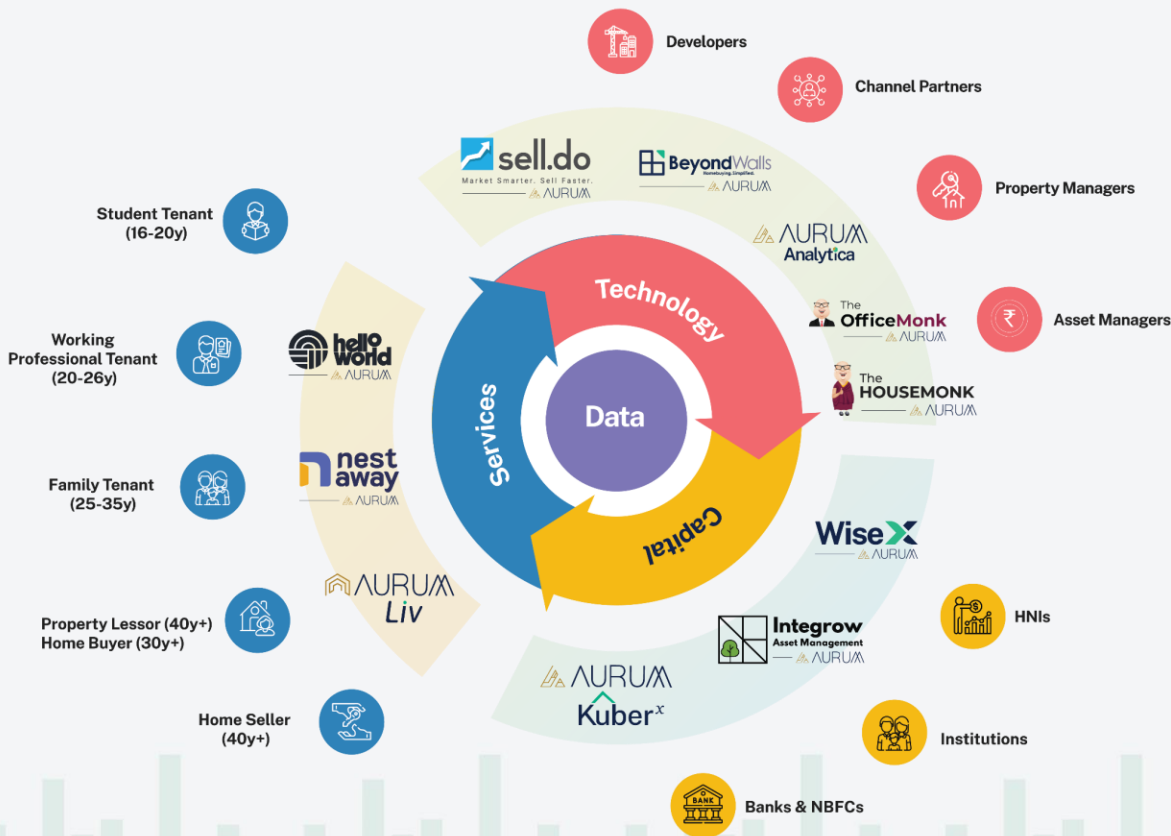 Developers
Channel Partners
Property Managers
Asset Managers
sell.do
Market Smarter. Sell Faster.
AURUM
BeyondWalls
Homebuying, Simplified.
AURUM
AURUM
Analytica
The
OfficeMonk
AURUM
The
HOUSEMONK
AURUM
Student Tenant
(16-20y)
Working
Professional Tenant
(20-26y)
Family Tenant
(25-35y)
Property Lessor (40y+)
Home Buyer (30y+)
Home Seller
(40y+)
hello
world
AURUM
nest
away
AURUM
AURUM
Liv
Technology
Services
Data
Capital
WiseX
AURUM
Integrow
Asset Management
AURUM
AURUM
Kuber x
HNIs
Institutions
BANK
Banks & NBFCs